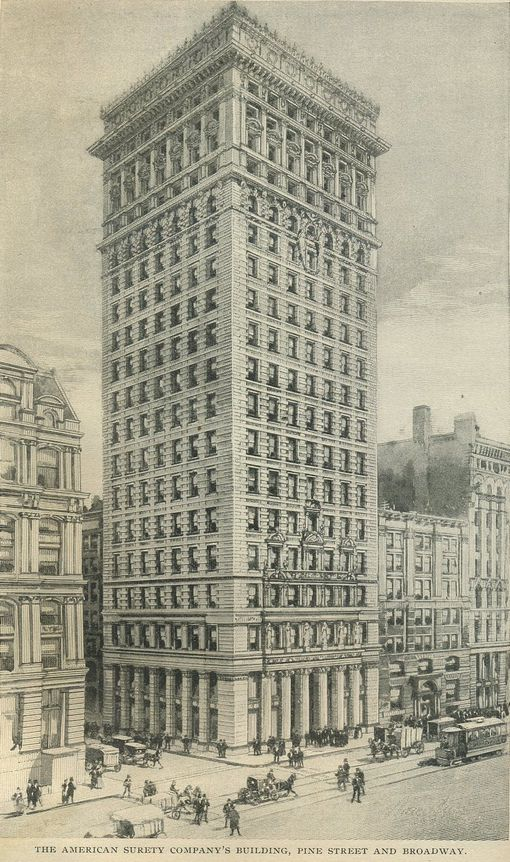 THE AMERICAN SURETY COMPANY'S BUILDING, PINE STREET AND BROADWAY.